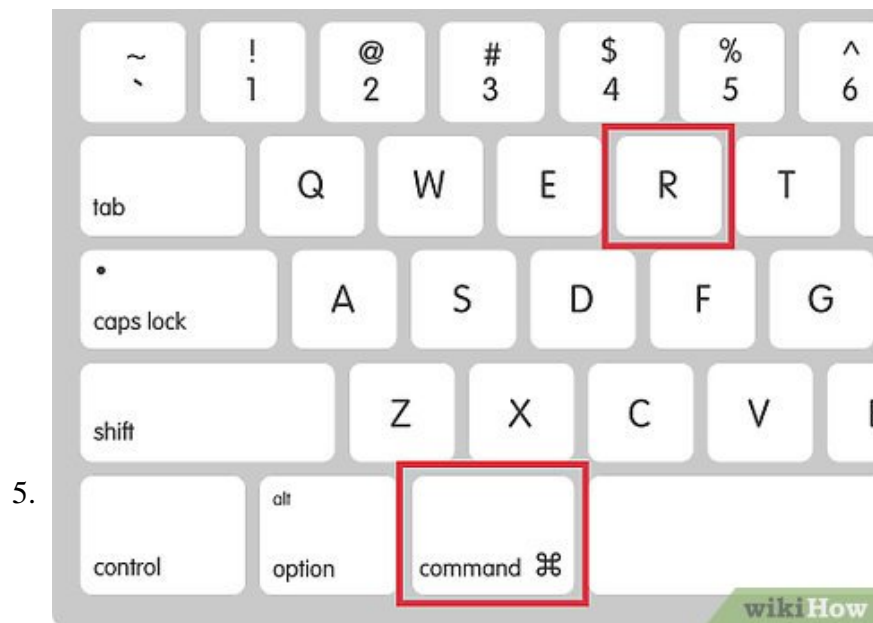 ~ ! @ # $ % ^
` 1 2 3 4 5 6
tab Q W E R T
• caps lock A S D F G
shift Z X C V
5.
alt
control option command ⌘
wikiHow